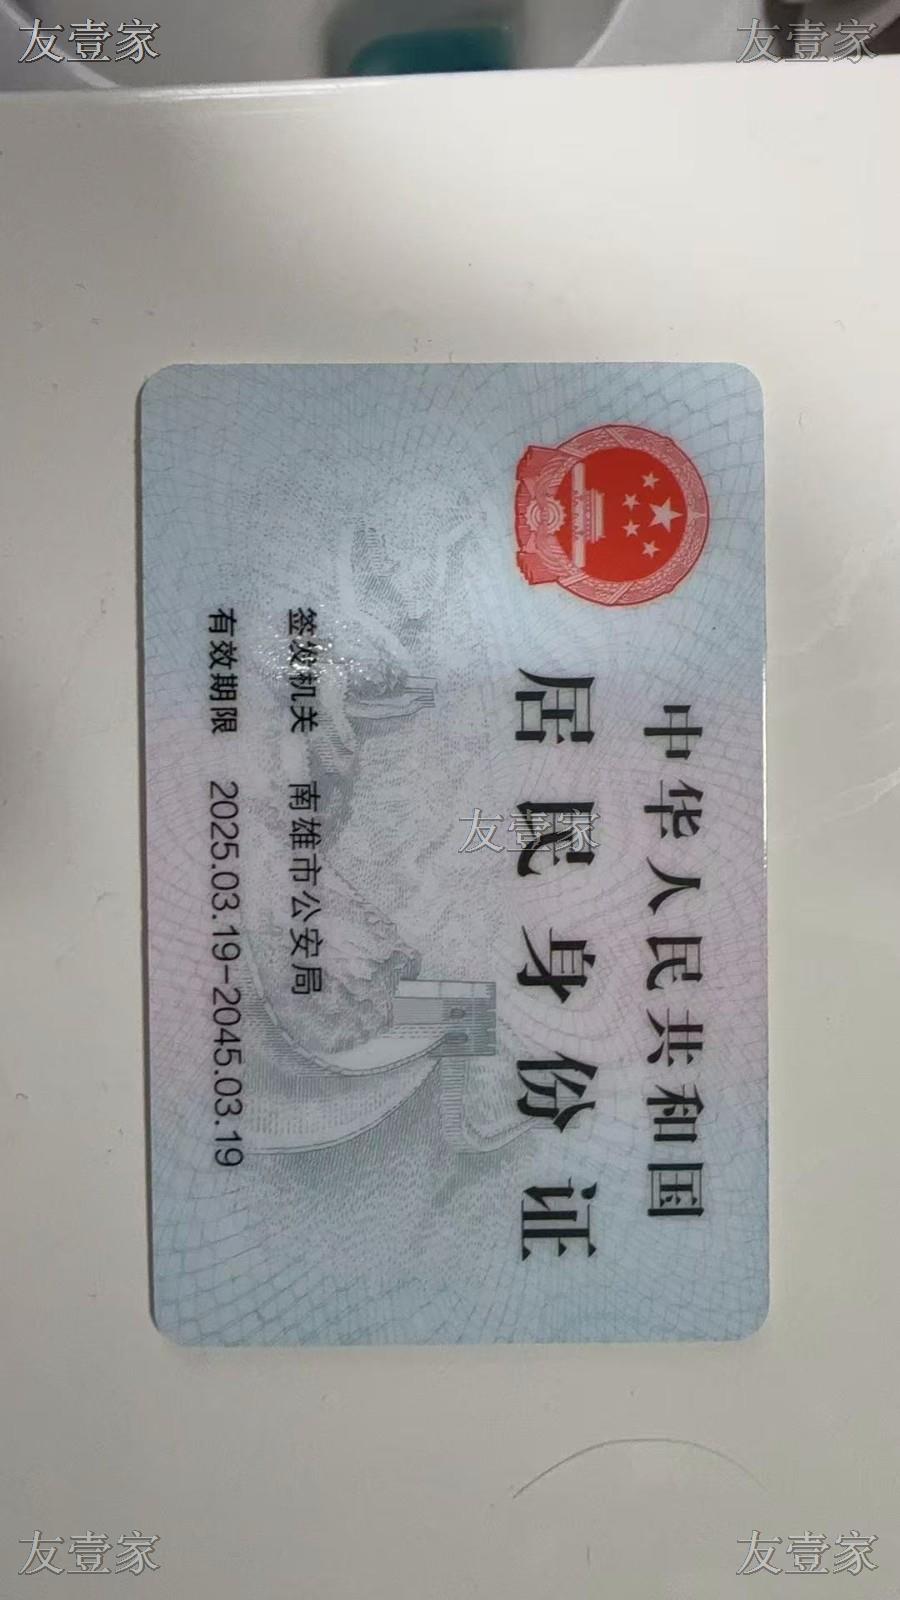 友壹家
友壹家
中华人民共和国
居民身份证
签发机关 南雄市公安局
有效期限 2025.03.19-2045.03.19
友壹家
友壹家
友壹家